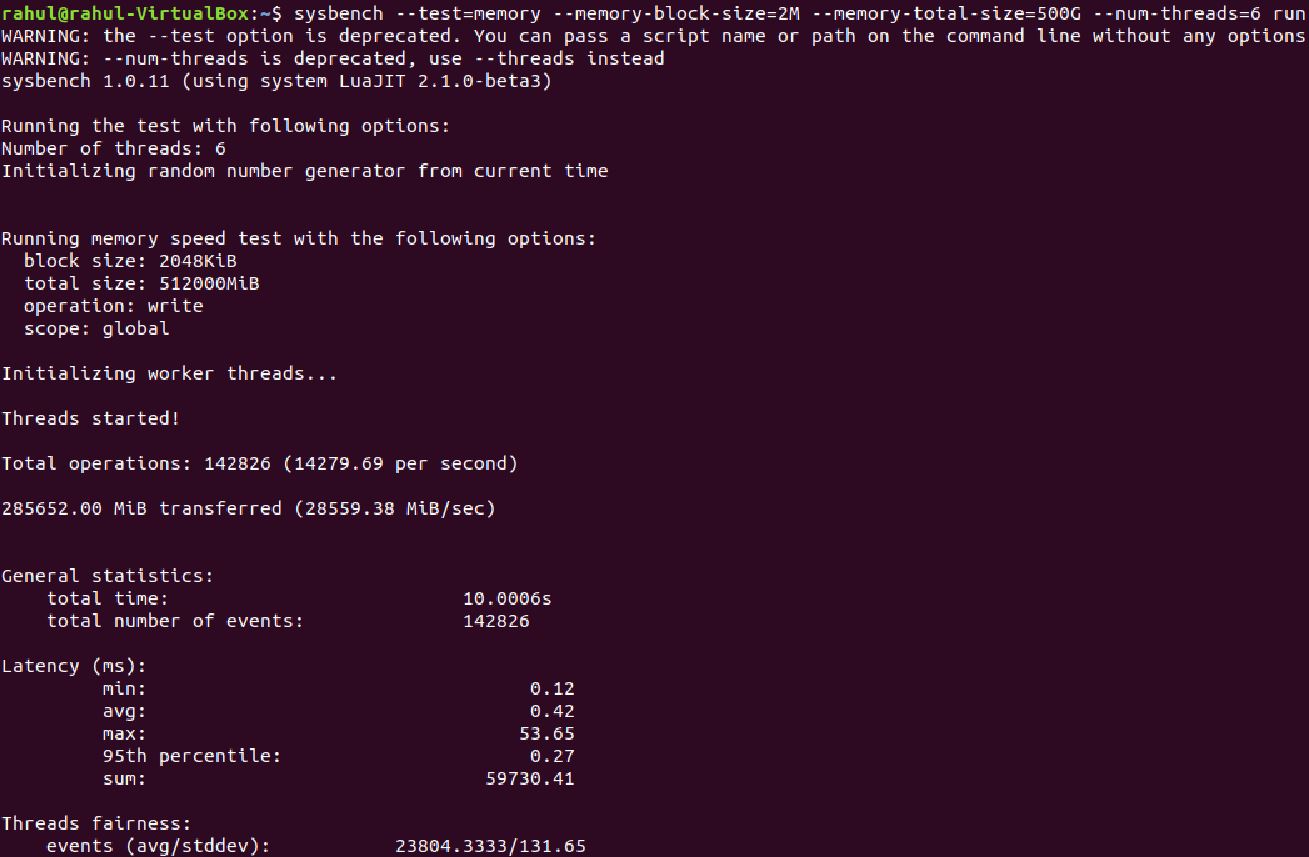 rahul@rahul-VirtualBox:~$ sysbench --test=memory --memory-block-size=2M --memory-total-size=500G --num-threads=6 run
WARNING: the --test option is deprecated. You can pass a script name or path on the command line without any options
WARNING: --num-threads is deprecated, use --threads instead
sysbench 1.0.11 (using system LuaJIT 2.1.0-beta3)
Running the test with following options:
Number of threads: 6
Initializing random number generator from current time
Running memory speed test with the following options:
block size: 2048KiB
total size: 512000MiB
operation: write
scope: global
Initializing worker threads...
Threads started!
Total operations: 142826 (14279.69 per second)
285652.00 MiB transferred (28559.38 MiB/sec)
General statistics:
total time: 10.0006s
total number of events: 142826
Latency (ms):
min: 0.12
avg: 0.42
max: 53.65
95th percentile: 0.27
sum: 59730.41
Threads fairness:
events (avg/stddev): 23804.3333/131.65